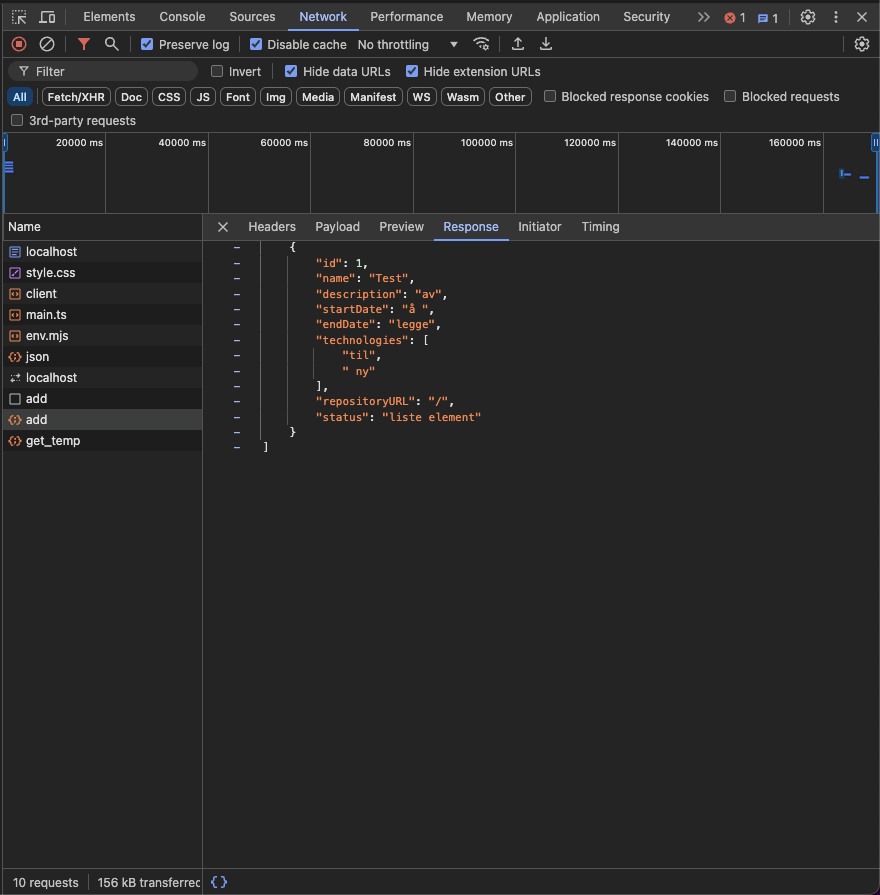 Elements Console Sources Network Performance Memory Application Security 1 1
Preserve log Disable cache No throttling
Filter Invert Hide data URLs Hide extension URLs
All Fetch/XHR Doc CSS JS Font Img Media Manifest WS Wasm Other Blocked response cookies Blocked requests
3rd-party requests
20000 ms 40000 ms 60000 ms 80000 ms 100000 ms 120000 ms 140000 ms 160000 ms
Name
localhost
style.css
client
main.ts
env.mjs
json
localhost
add
add
get_temp
Headers Payload Preview Response Initiator Timing
- {
- "id": 1,
- "name": "Test",
- "description": "av",
- "startDate": "å ",
- "endDate": "legge",
- "technologies": [
- "til",
- " ny"
- ],
- "repositoryURL": "/",
- "status": "liste element"
- }
- ]
10 requests 156 kB transferrec {}